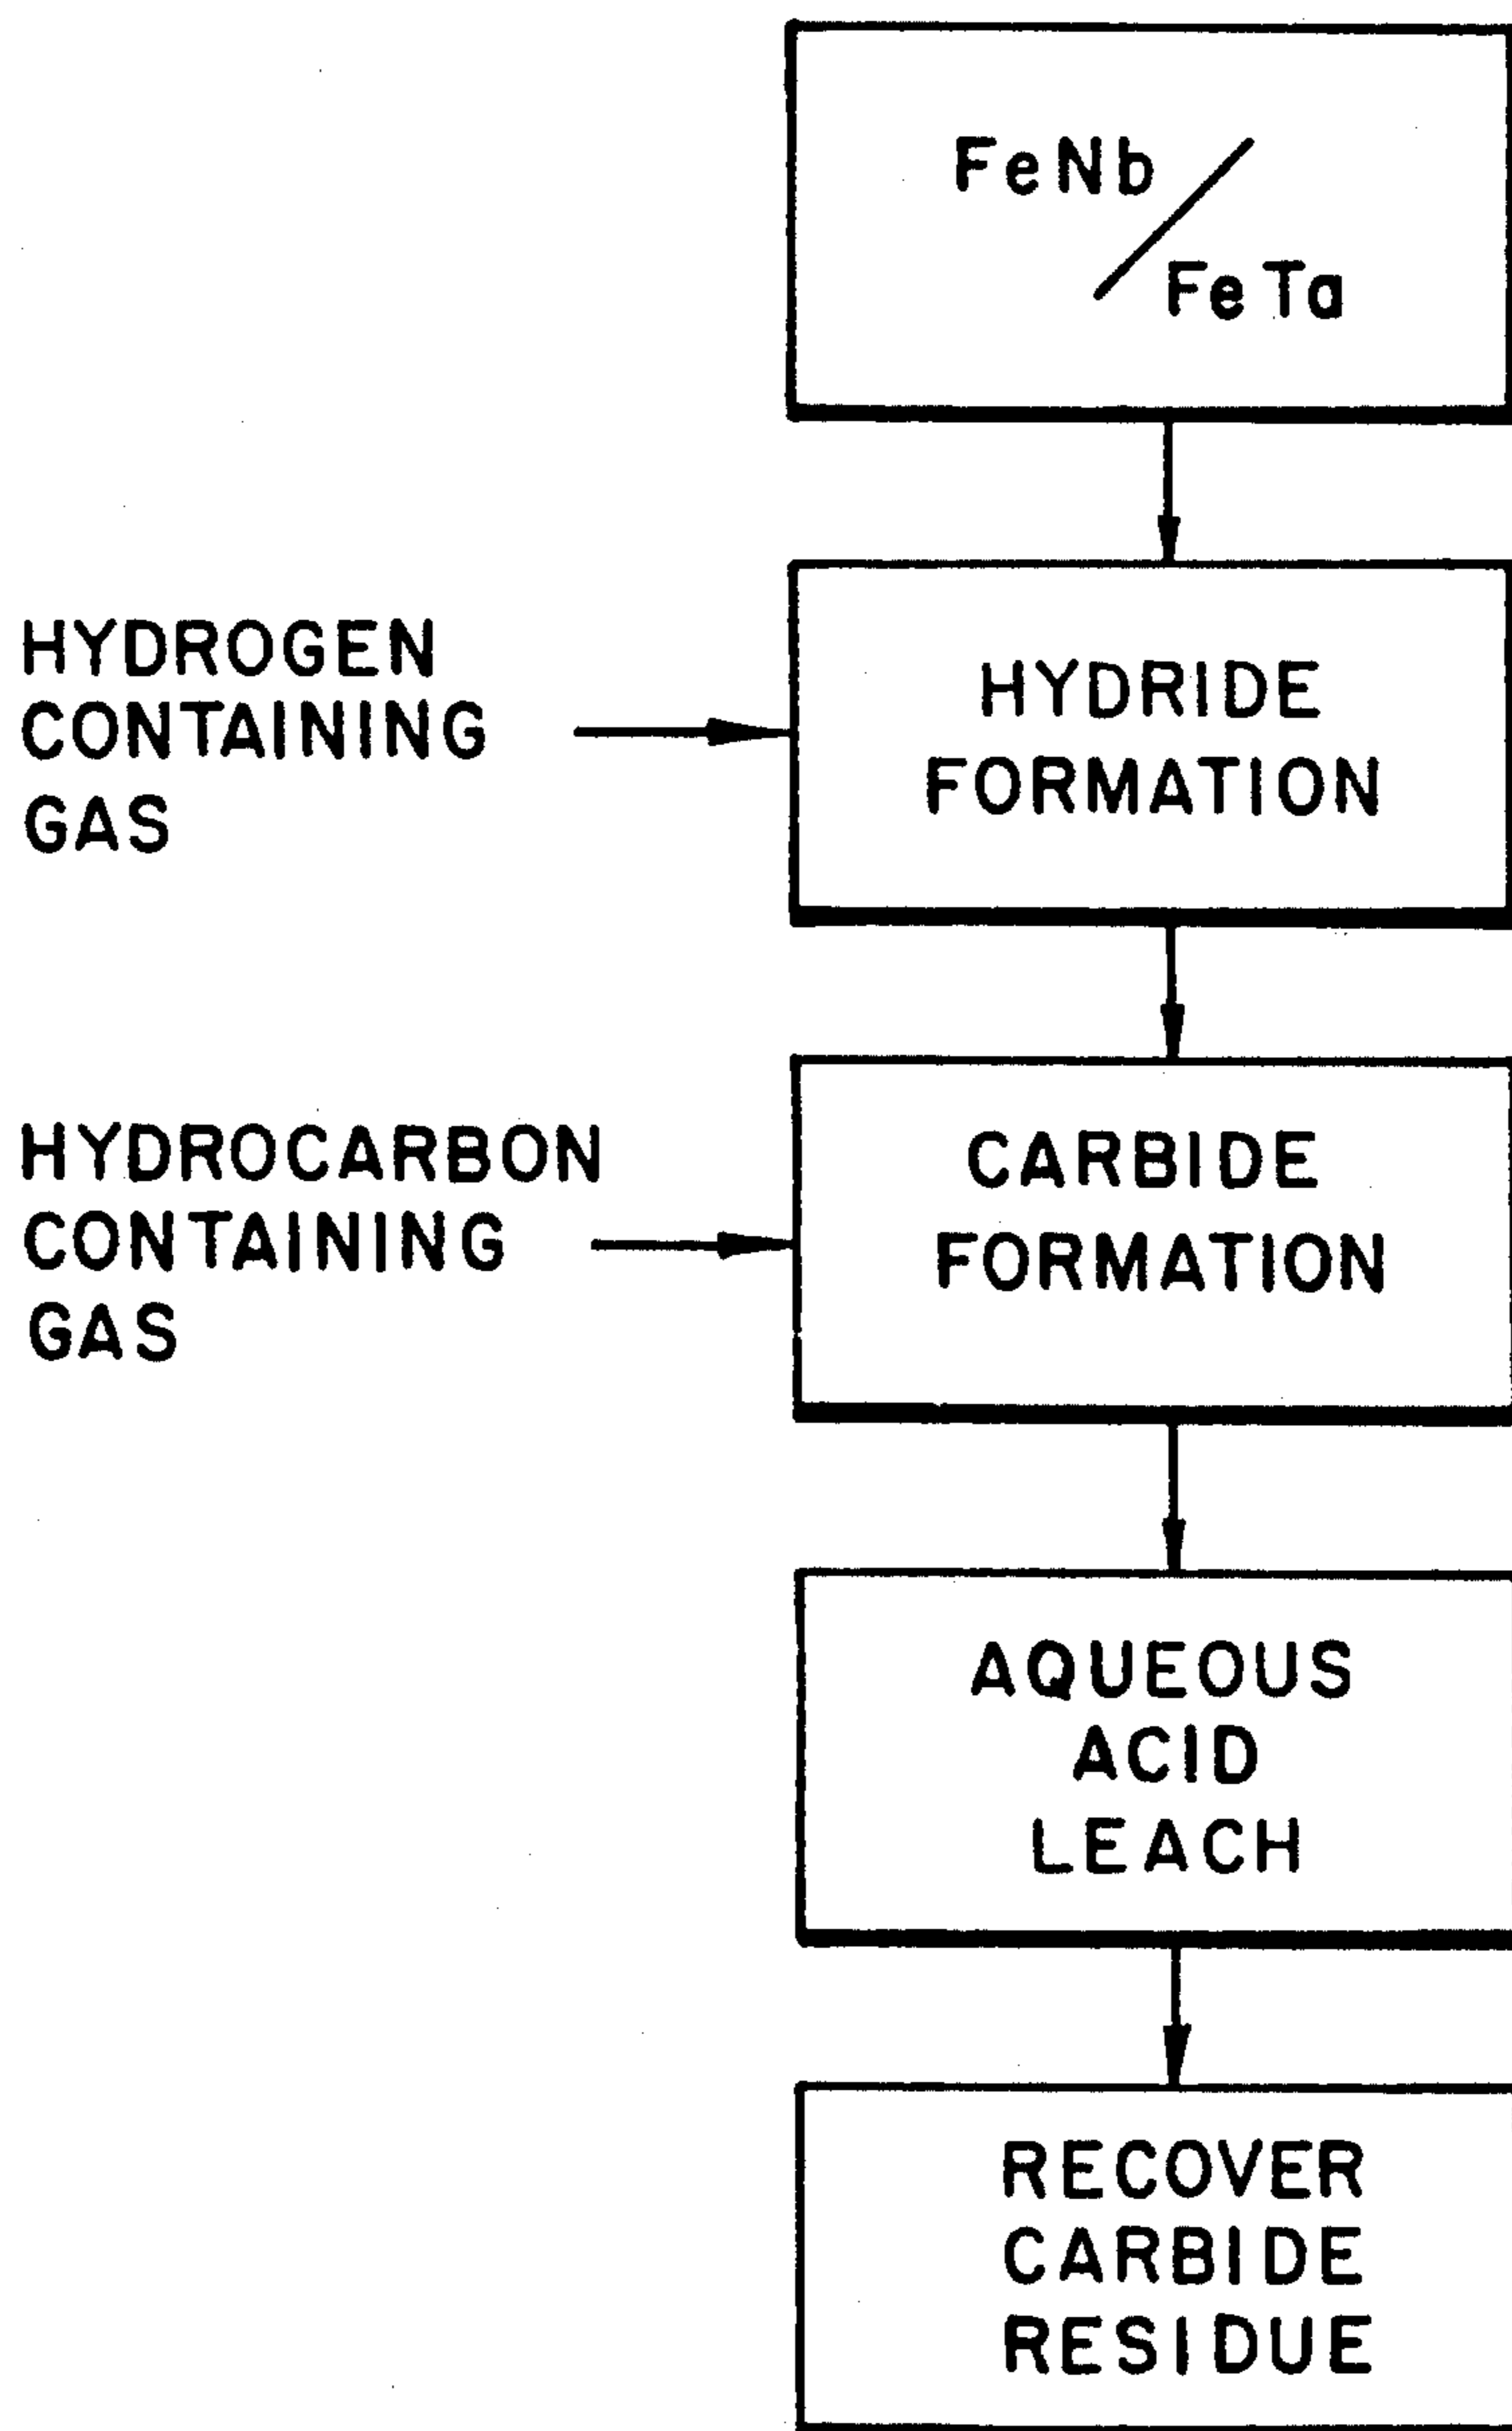 FeNb/
FeTa
HYDROGEN
CONTAINING
GAS
HYDRIDE
FORMATION
HYDROCARBON
CONTAINING
GAS
CARBIDE
FORMATION
AQUEOUS
ACID
LEACH
RECOVER
CARBIDE
RESIDUE